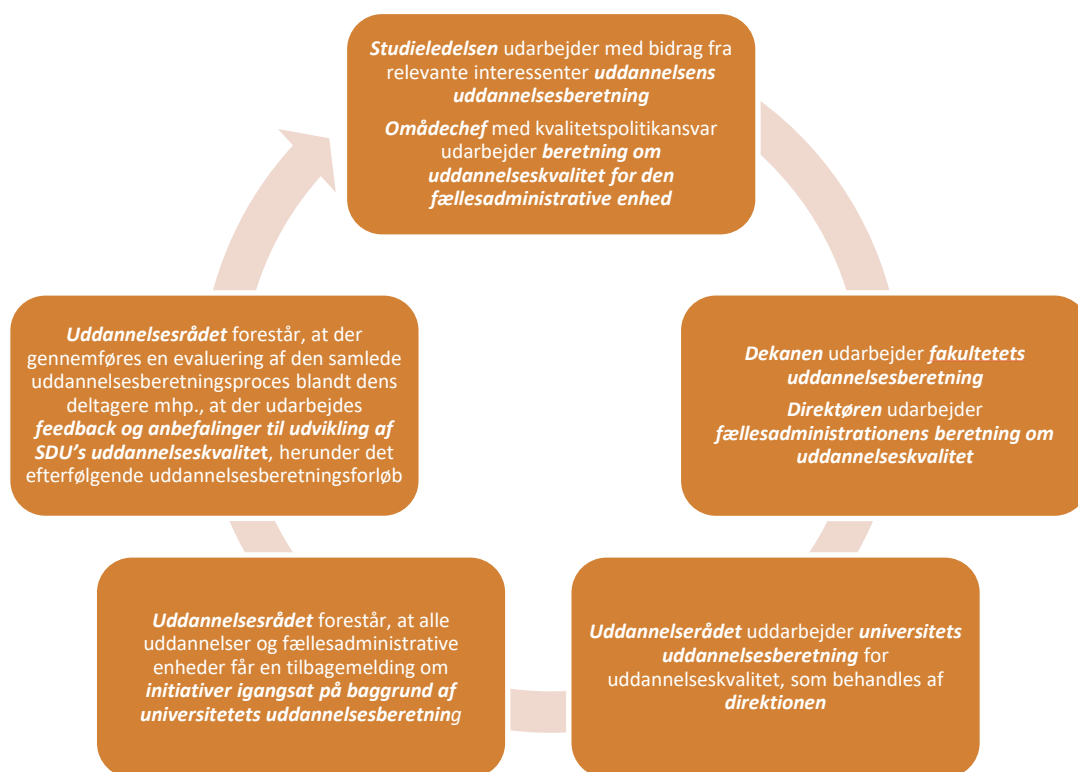 Studieledelsen udarbejder med bidrag fra
relevante interessenter uddannelsens
uddannelsesberetning
Omådechef med kvalitetspolitikansvar
udarbejder beretning om
uddannelseskvalitet for den
fællesadministrative enhed
Dekanen udarbejder fakultetets
uddannelsesberetning
Direktøren udarbejder
fællesadministrationens beretning om
uddannelseskvalitet
Uddannelserådet uddarbejder universitets
uddannelsesberetning for
uddannelseskvalitet, som behandles af
direktionen
Uddannelsesrådet forestår, at alle
uddannelser og fællesadministrative
enheder får en tilbagemelding om
initiativer igangsat på baggrund af
universitetets uddannelsesberetning
Uddannelsesrådet forestår, at der
gennemføres en evaluering af den samlede
uddannelsesberetningsproces blandt dens
deltagere mhp., at der udarbejdes
feedback og anbefalinger til udvikling af
SDU's uddannelseskvalitet, herunder det
efterfølgende uddannelsesberetningsforløb